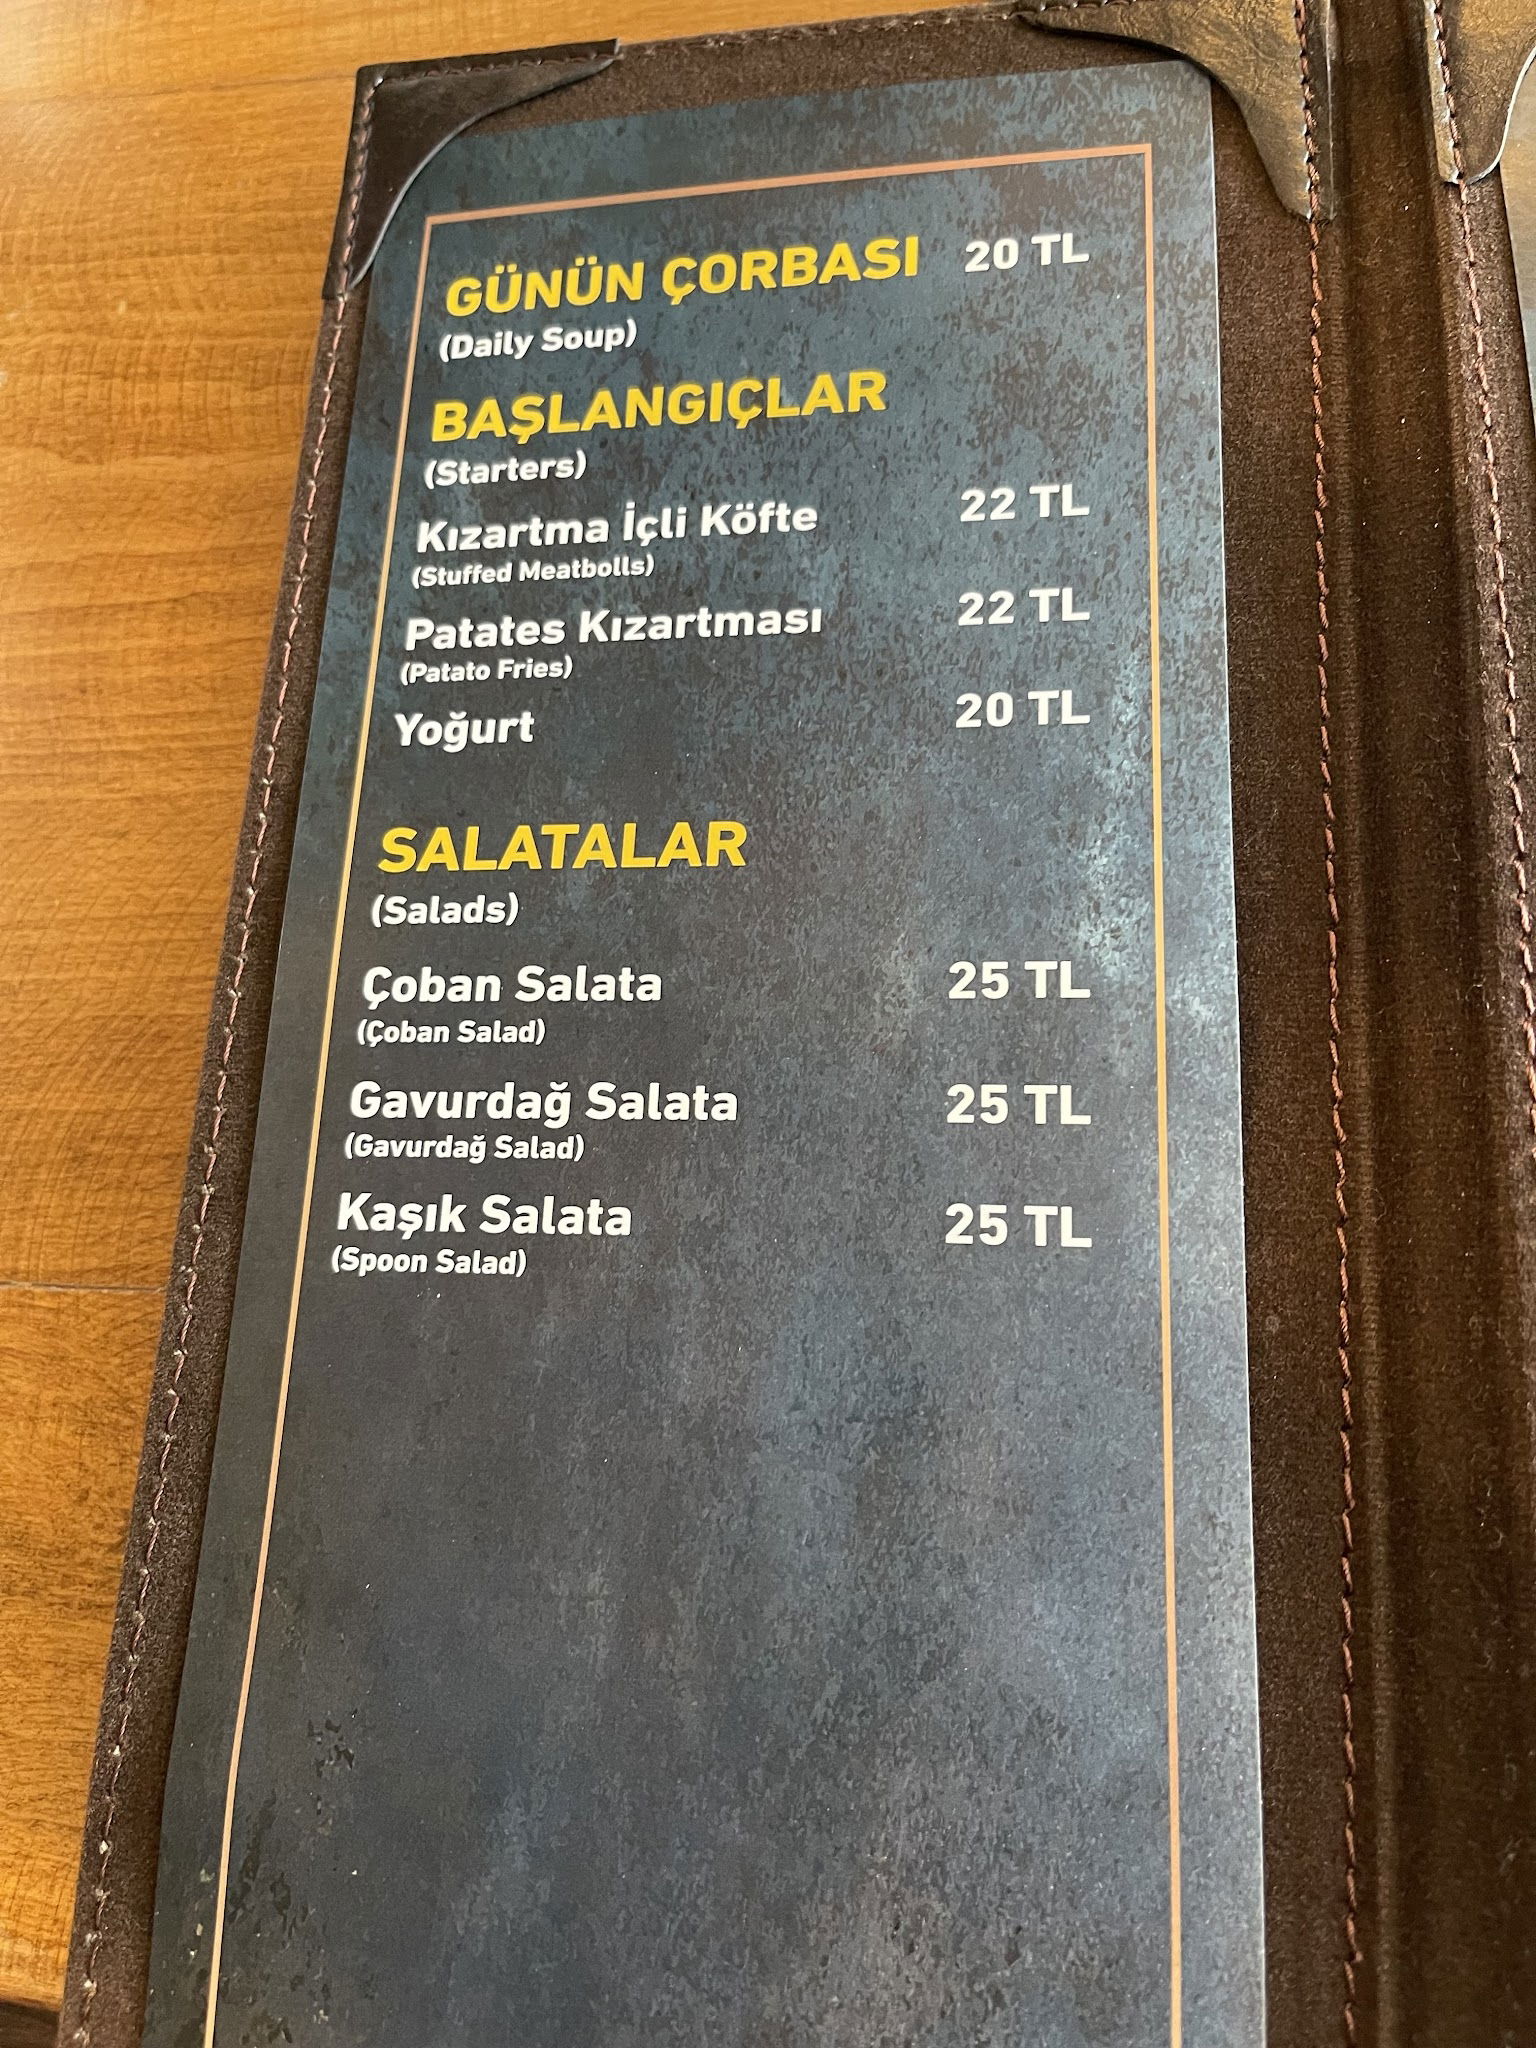 GÜNÜN ÇORBASI 20 TL
(Daily Soup)
BAŞLANGIÇLAR
(Starters)
Kızartma İçli Köfte 22 TL
(Stuffed Meatbolls)
Patates Kızartması 22 TL
(Patato Fries)
Yoğurt 20 TL
SALATALAR
(Salads)
Çoban Salata 25 TL
(Çoban Salad)
Gavurdağ Salata 25 TL
(Gavurdağ Salad)
Kaşık Salata 25 TL
(Spoon Salad)